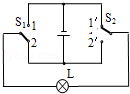 S₁ 1 1′ S₂
2 2′
L